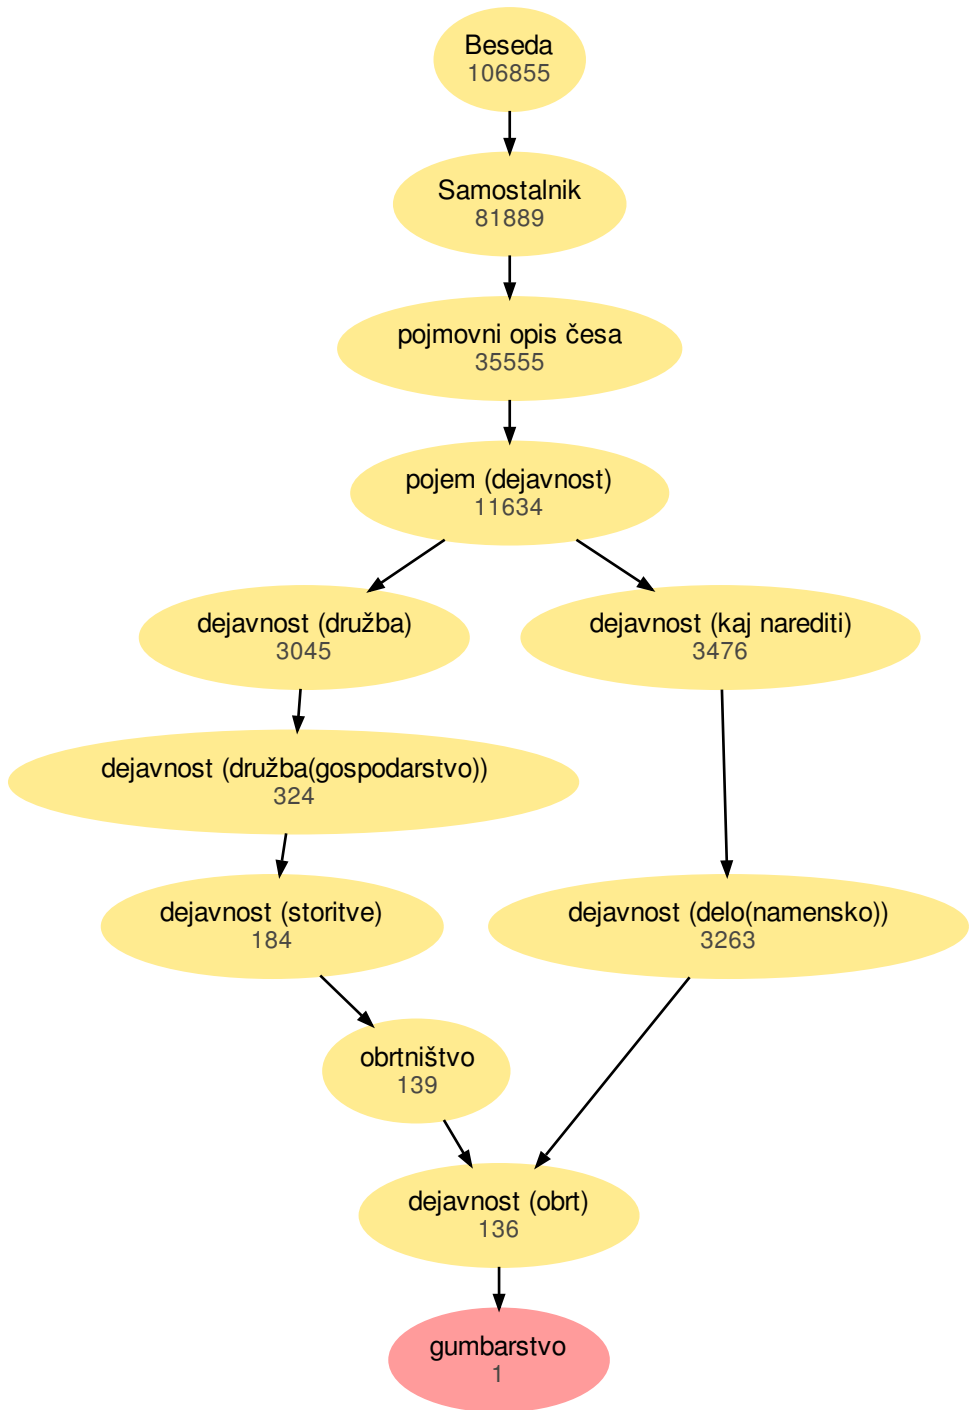 Beseda
106855
Samostalnik
81889
pojmovni opis česa
35555
pojem (dejavnost)
11634
dejavnost (družba)
3045
dejavnost (kaj narediti)
3476
dejavnost (družba(gospodarstvo))
324
dejavnost (storitve)
184
dejavnost (delo(namensko))
3263
obrtništvo
139
dejavnost (obrt)
136
gumbarstvo
1